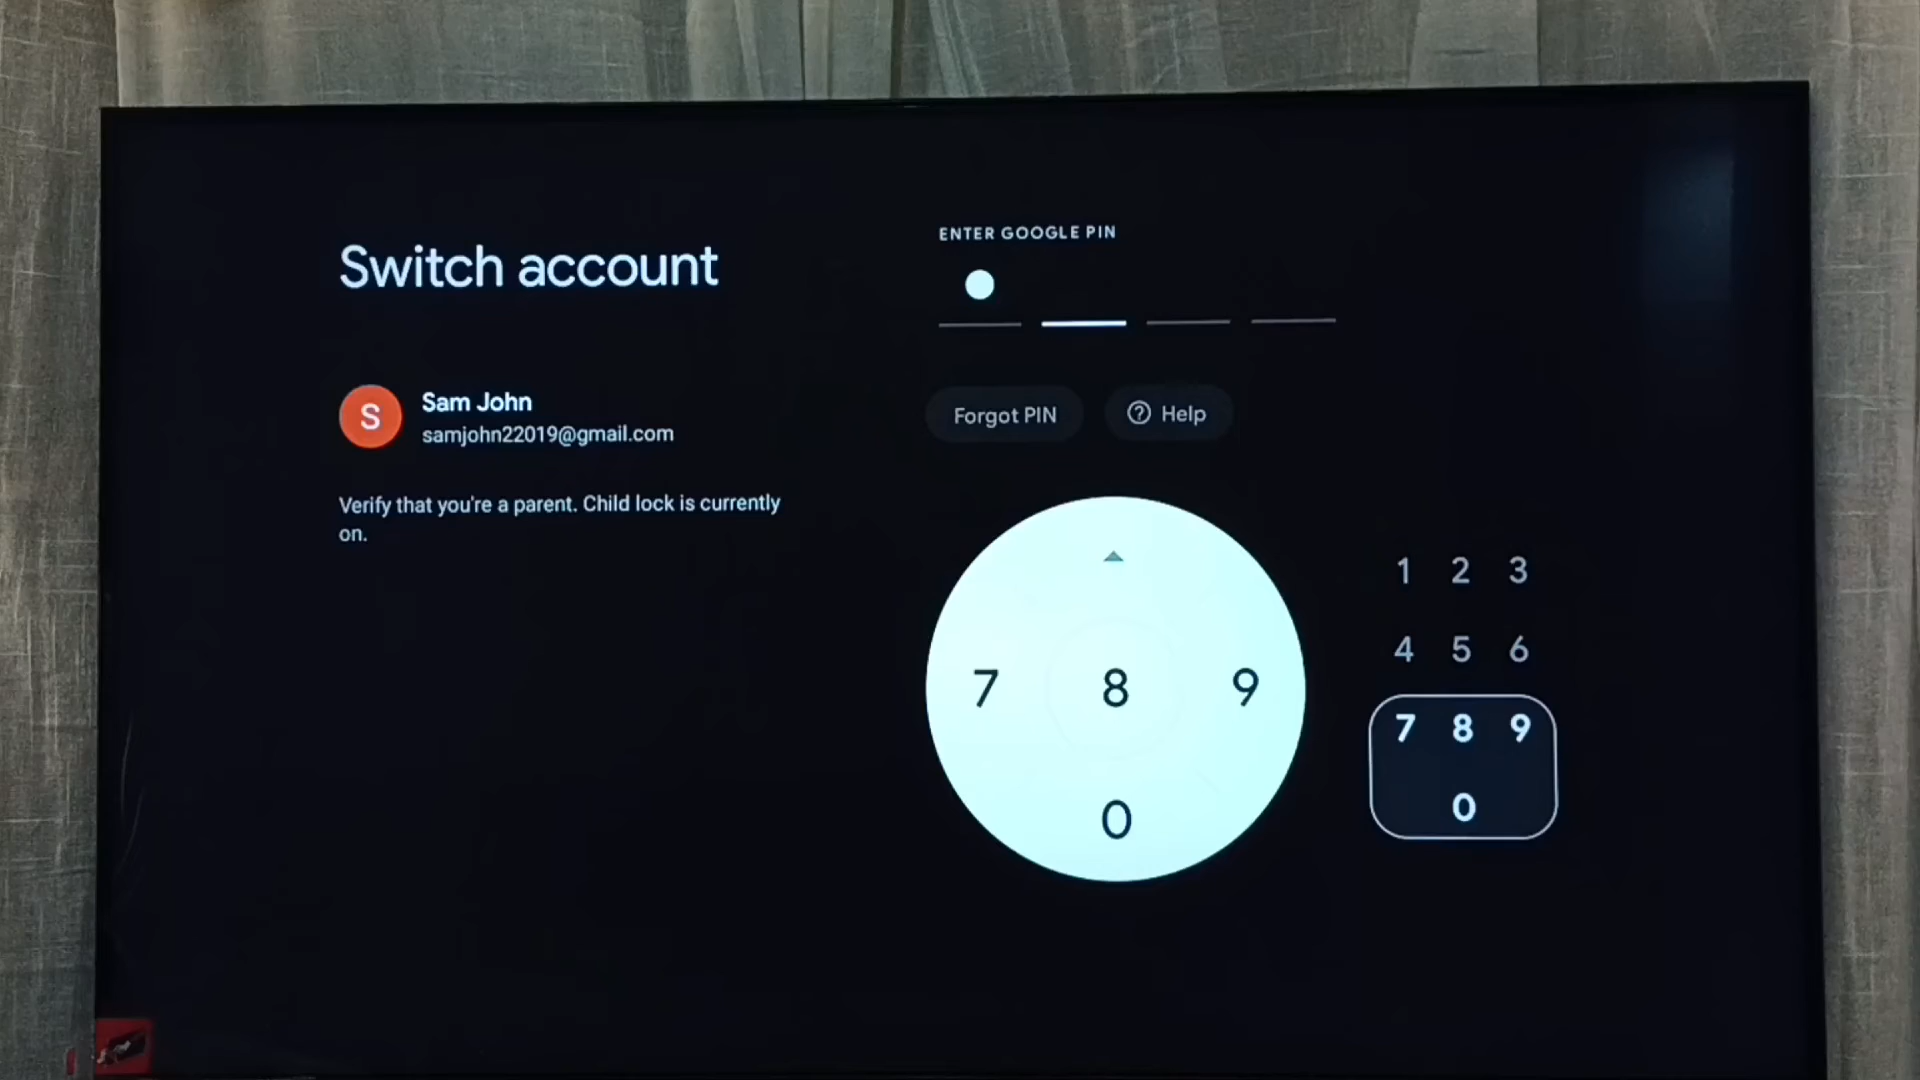 Switch account
S
Sam John
samjohn22019@gmail.com
Verify that you're a parent. Child lock is currently
on.
ENTER GOOGLE PIN
Forgot PIN
? Help
7 8 9
0
1 2 3
4 5 6
7 8 9
0